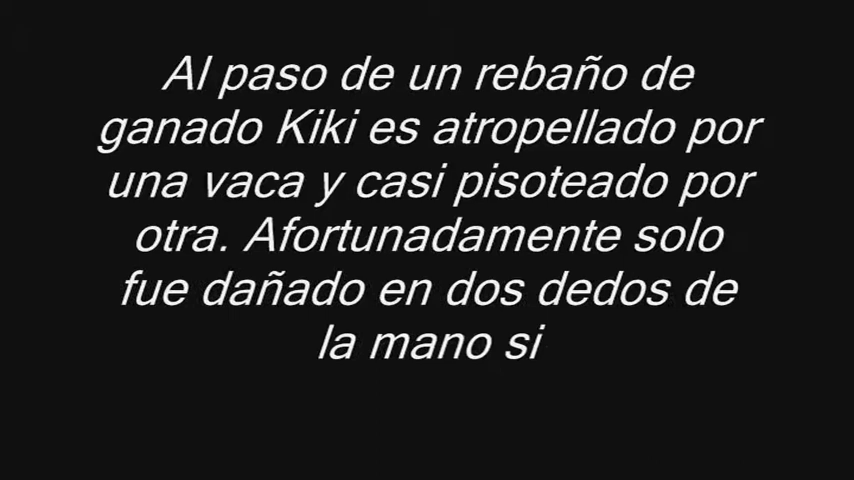 Al paso de un rebaño de
ganado Kiki es atropellado por
una vaca y casi pisoteado por
otra. Afortunadamente solo
fue dañado en dos dedos de
la mano si